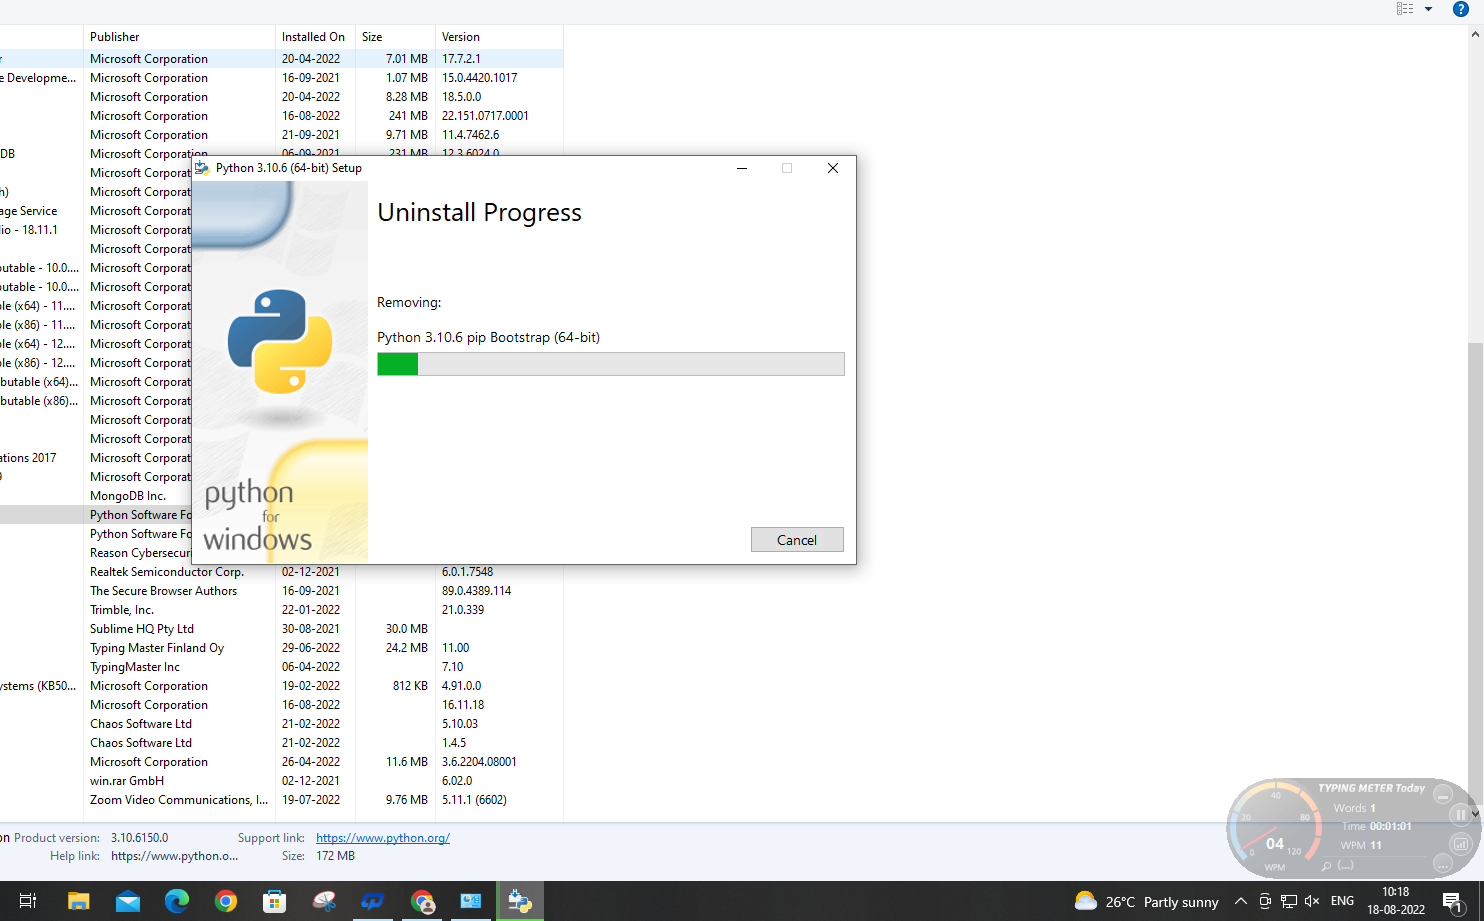 Publisher Installed On Size Version
r Microsoft Corporation 20-04-2022 7.01 MB 17.7.2.1
e Developme... Microsoft Corporation 16-09-2021 1.07 MB 15.0.4420.1017
Microsoft Corporation 20-04-2022 8.28 MB 18.5.0.0
Microsoft Corporation 16-08-2022 241 MB 22.151.0717.0001
Microsoft Corporation 21-09-2021 9.71 MB 11.4.7462.6
DB Microsoft Corporation 06-09-2021 231 MB 12.3.6024.0
Microsoft Corporat
h) Microsoft Corporat
age Service Microsoft Corporat
io - 18.11.1 Microsoft Corporat
Microsoft Corporat
utable - 10.0.... Microsoft Corporat
utable - 10.0.... Microsoft Corporat
le (x64) - 11.... Microsoft Corporat
le (x86) - 11.... Microsoft Corporat
le (x64) - 12.... Microsoft Corporat
le (x86) - 12.... Microsoft Corporat
butable (x64)... Microsoft Corporat
butable (x86)... Microsoft Corporat
Microsoft Corporat
Microsoft Corporat
ations 2017 Microsoft Corporat
Microsoft Corporat
MongoDB Inc.
Python Software Fo
Python Software Fo
Reason Cybersecuri
Realtek Semiconductor Corp. 02-12-2021 6.0.1.7548
The Secure Browser Authors 16-09-2021 89.0.4389.114
Trimble, Inc. 22-01-2022 21.0.339
Sublime HQ Pty Ltd 30-08-2021 30.0 MB
Typing Master Finland Oy 29-06-2022 24.2 MB 11.00
TypingMaster Inc 06-04-2022 7.10
ystems (KB50... Microsoft Corporation 19-02-2022 812 KB 4.91.0.0
Microsoft Corporation 16-08-2022 16.11.18
Chaos Software Ltd 21-02-2022 5.10.03
Chaos Software Ltd 21-02-2022 1.4.5
Microsoft Corporation 26-04-2022 11.6 MB 3.6.2204.08001
win.rar GmbH 02-12-2021 6.02.0
Zoom Video Communications, I... 19-07-2022 9.76 MB 5.11.1 (6602)
Python 3.10.6 (64-bit) Setup
Uninstall Progress
Removing:
Python 3.10.6 pip Bootstrap (64-bit)
python
for
windows
Cancel
on Product version: 3.10.6150.0 Support link: https://www.python.org/
Help link: https://www.python.o... Size: 172 MB
TYPING METER Today
Words 1
Time 00:01:01
WPM 11
0 20 40 80 120
04
WPM
(...)
26°C Partly sunny
ENG
10:18
18-08-2022
1